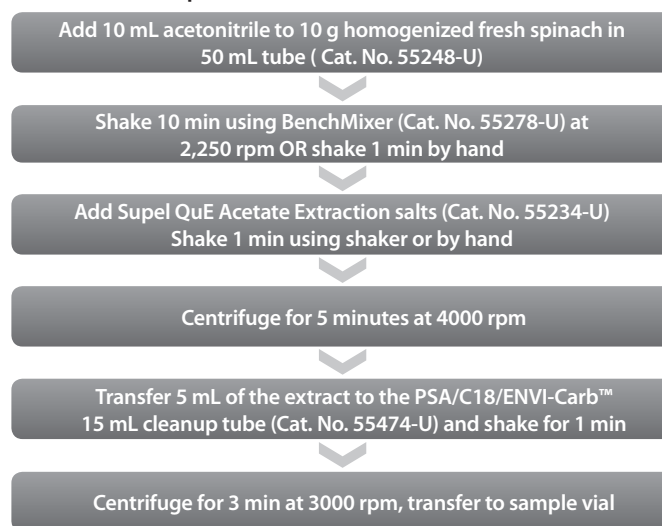 Add 10 mL acetonitrile to 10 g homogenized fresh spinach in
50 mL tube ( Cat. No. 55248-U)
Shake 10 min using BenchMixer (Cat. No. 55278-U) at
2,250 rpm OR shake 1 min by hand
Add Supel QuE Acetate Extraction salts (Cat. No. 55234-U)
Shake 1 min using shaker or by hand
Centrifuge for 5 minutes at 4000 rpm
Transfer 5 mL of the extract to the PSA/C18/ENVI-Carb™
15 mL cleanup tube (Cat. No. 55474-U) and shake for 1 min
Centrifuge for 3 min at 3000 rpm, transfer to sample vial